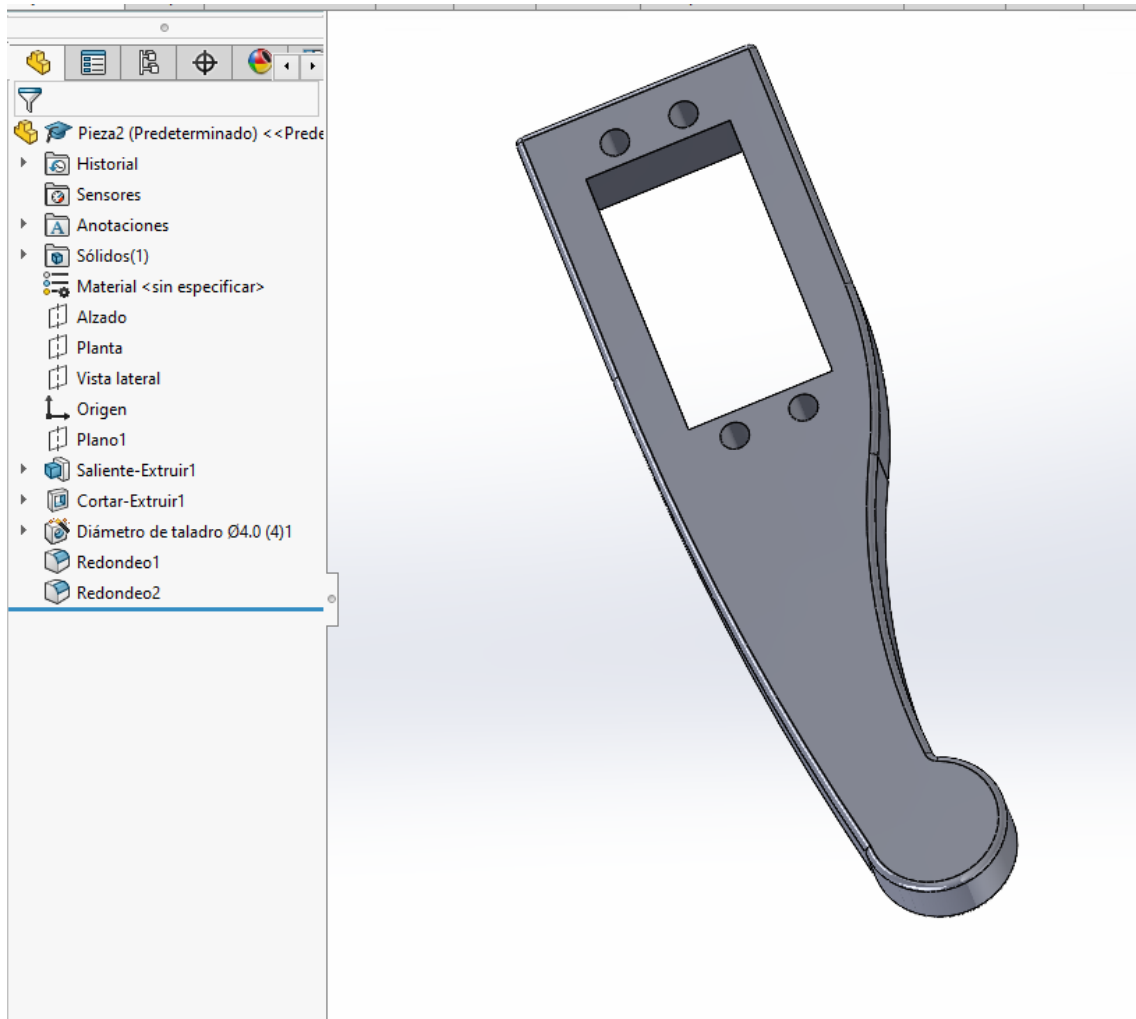 Pieza2 (Predeterminado) <<Prede
Historial
Sensores
Anotaciones
Sólidos(1)
Material <sin especificar>
Alzado
Planta
Vista lateral
Origen
Plano1
Saliente-Extruir1
Cortar-Extruir1
Diámetro de taladro Ø4.0 (4)1
Redondeo1
Redondeo2